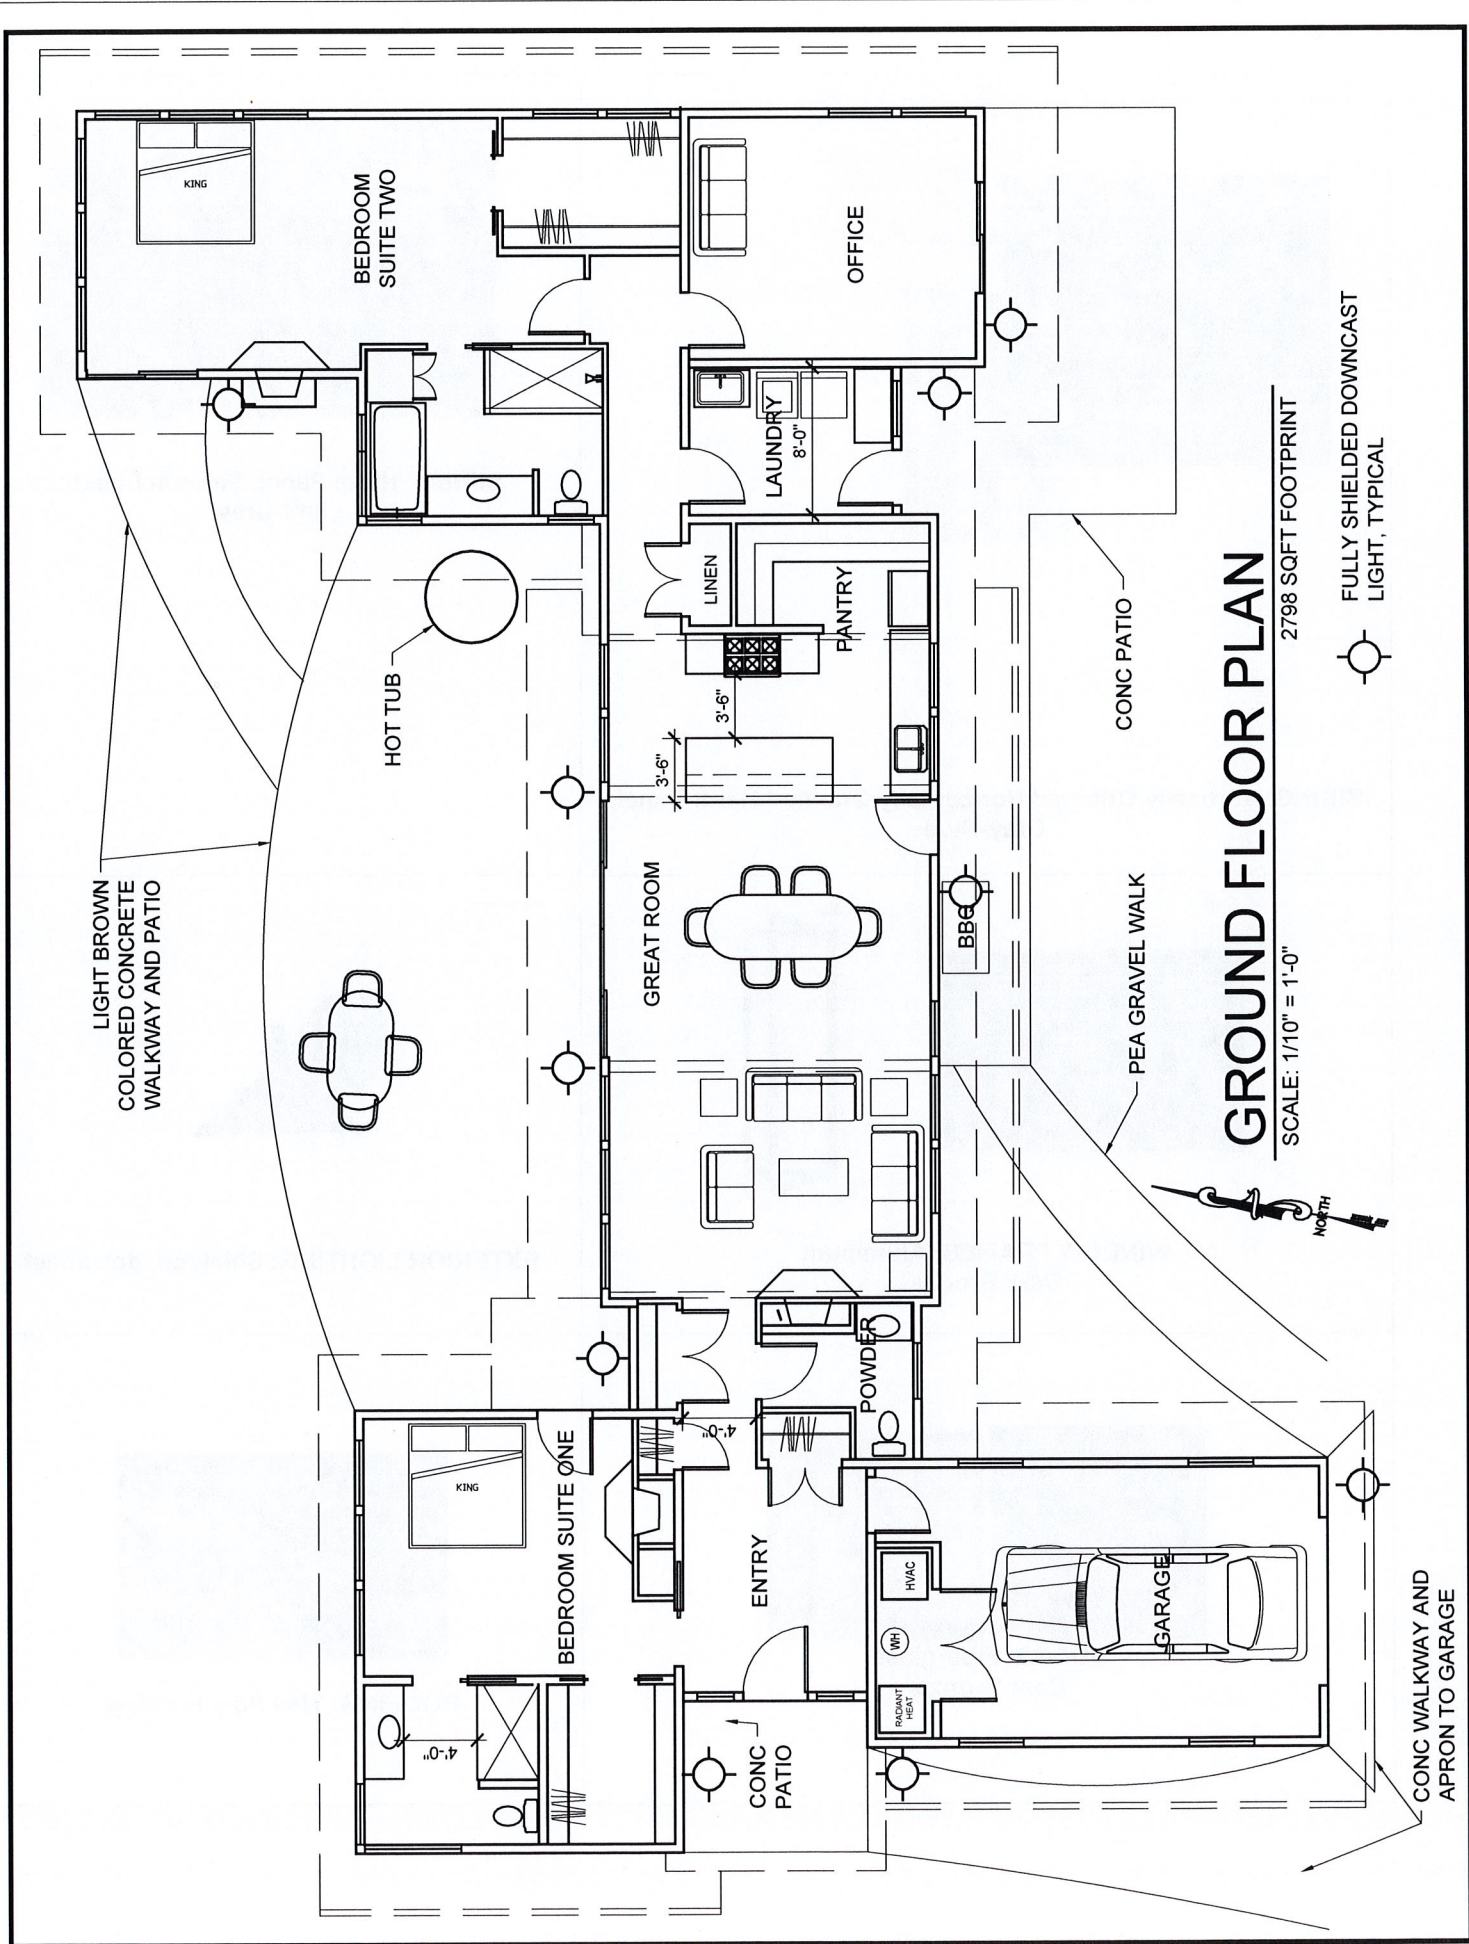 LIGHT BROWN
COLORED CONCRETE
WALKWAY AND PATIO
KING
BEDROOM
SUITE TWO
HOT TUB
OFFICE
LAUNDRY
8'-0"
LINEN
PANTRY
3'-6"
3'-6"
GREAT ROOM
BBQ
KING
BEDROOM SUITE ONE
4'-0"
4'-0"
POWDER
ENTRY
CONC
PATIO
HVAC
WH
RADIANT
HEAT
GARAGE
CONC PATIO
PEA GRAVEL WALK
NORTH
CONC WALKWAY AND
APRON TO GARAGE
GROUND FLOOR PLAN
SCALE: 1/10" = 1'-0"
2798 SQFT FOOTPRINT
FULLY SHIELDED DOWNCAST
LIGHT, TYPICAL